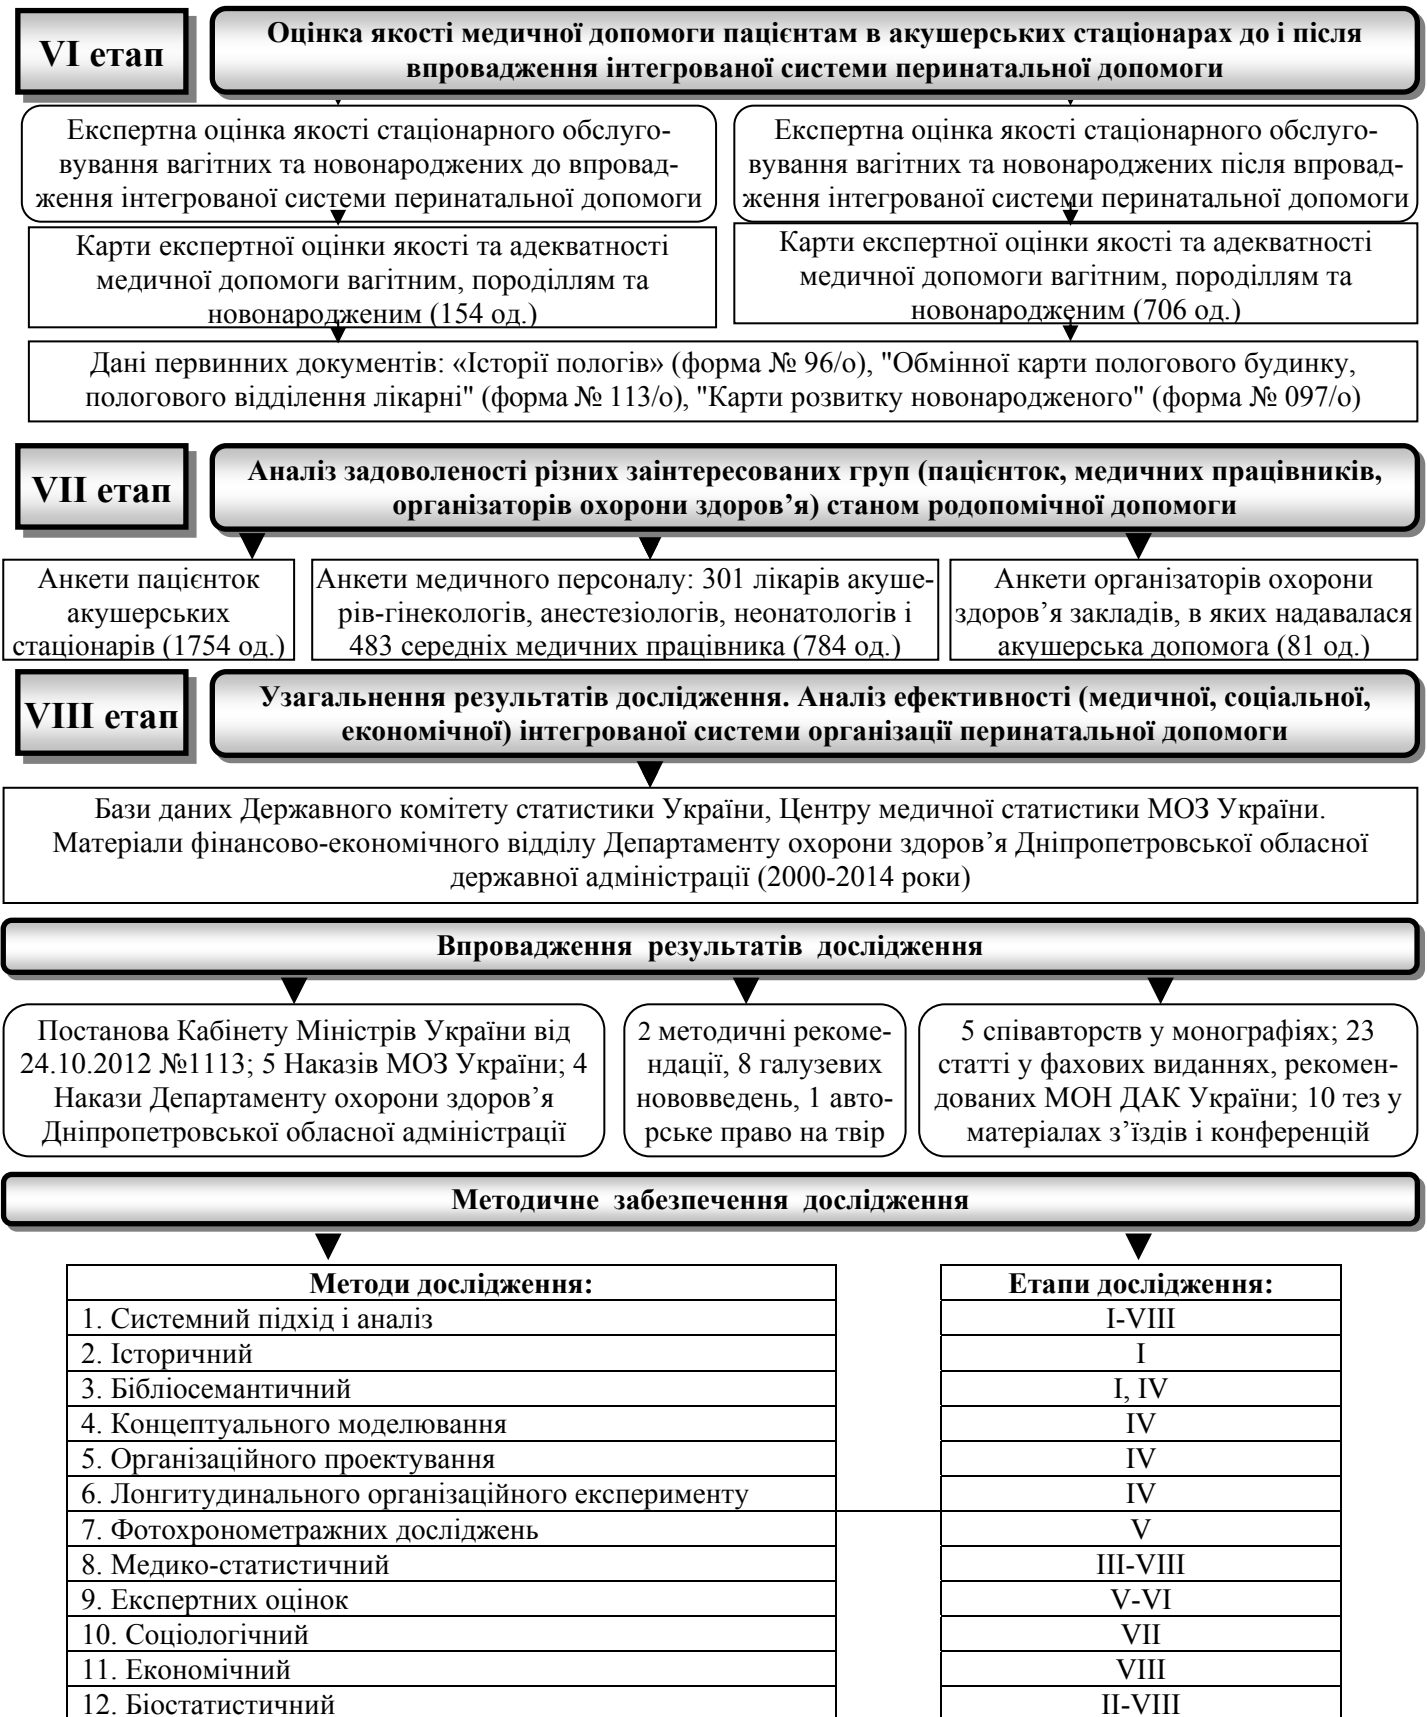 VI етап
Оцінка якості медичної допомоги пацієнтам в акушерських стаціонарах до і після
впровадження інтегрованої системи перинатальної допомоги
Експертна оцінка якості стаціонарного обслуго-
вування вагітних та новонароджених до впровад-
ження інтегрованої системи перинатальної допомоги
Експертна оцінка якості стаціонарного обслуго-
вування вагітних та новонароджених після впровад-
ження інтегрованої системи перинатальної допомоги
Карти експертної оцінки якості та адекватності
медичної допомоги вагітним, породіллям та
новонародженим (154 од.)
Карти експертної оцінки якості та адекватності
медичної допомоги вагітним, породіллям та
новонародженим (706 од.)
Дані первинних документів: «Історії пологів» (форма № 96/о), "Обмінної карти пологового будинку,
пологового відділення лікарні" (форма № 113/о), "Карти розвитку новонародженого" (форма № 097/о)
VII етап
Аналіз задоволеності різних заінтересованих груп (пацієнток, медичних працівників,
організаторів охорони здоров’я) станом родопомічної допомоги
Анкети пацієнток
акушерських
стаціонарів (1754 од.)
Анкети медичного персоналу: 301 лікарів акуше-
рів-гінекологів, анестезіологів, неонатологів і
483 середніх медичних працівника (784 од.)
Анкети організаторів охорони
здоров’я закладів, в яких надавалася
акушерська допомога (81 од.)
VIII етап
Узагальнення результатів дослідження. Аналіз ефективності (медичної, соціальної,
економічної) інтегрованої системи організації перинатальної допомоги
Бази даних Державного комітету статистики України, Центру медичної статистики МОЗ України.
Матеріали фінансово-економічного відділу Департаменту охорони здоров’я Дніпропетровської обласної
державної адміністрації (2000-2014 роки)
Впровадження результатів дослідження
Постанова Кабінету Міністрів України від
24.10.2012 №1113; 5 Наказів МОЗ України; 4
Накази Департаменту охорони здоров’я
Дніпропетровської обласної адміністрації
2 методичні рекоме-
ндації, 8 галузевих
нововведень, 1 авто-
рське право на твір
5 співавторств у монографіях; 23
статті у фахових виданнях, рекомен-
дованих МОН ДАК України; 10 тез у
матеріалах з’їздів і конференцій
Методичне забезпечення дослідження
Методи дослідження:
Етапи дослідження:
1. Системний підхід і аналіз
I-VIII
2. Історичний
I
3. Бібліосемантичний
I, IV
4. Концептуального моделювання
IV
5. Організаційного проектування
IV
6. Лонгитудинального організаційного експерименту
IV
7. Фотохронометражних досліджень
V
8. Медико-статистичний
III-VIII
9. Експертних оцінок
V-VI
10. Соціологічний
VII
11. Економічний
VIII
12. Біостатистичний
II-VIII